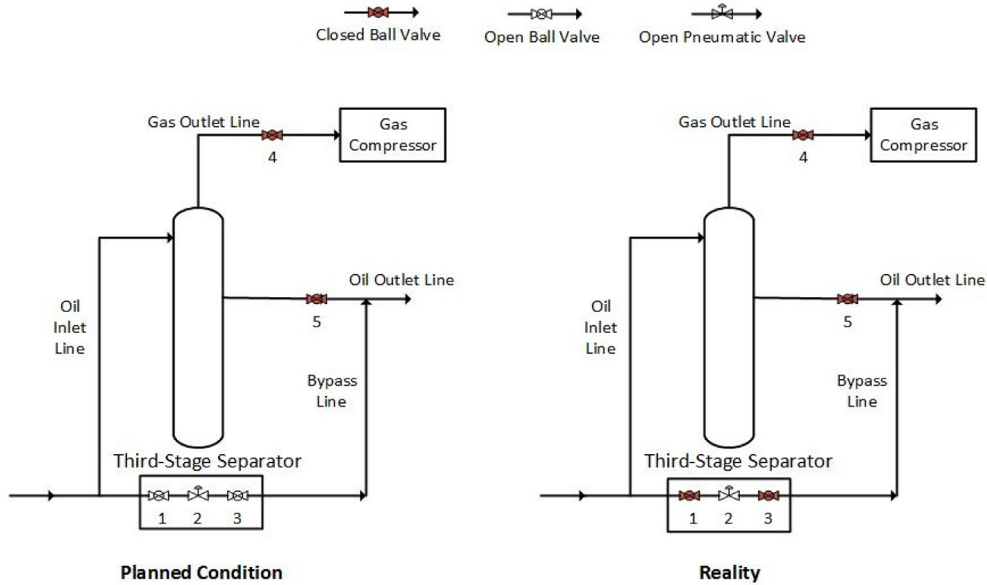 Closed Ball Valve
Open Ball Valve
Open Pneumatic Valve
Gas Outlet Line
4
Gas
Compressor
Oil Outlet Line
5
Oil
Inlet
Line
Bypass
Line
Third-Stage Separator
1
2
3
Planned Condition
Gas Outlet Line
4
Gas
Compressor
Oil Outlet Line
5
Oil
Inlet
Line
Bypass
Line
Third-Stage Separator
1
2
3
Reality